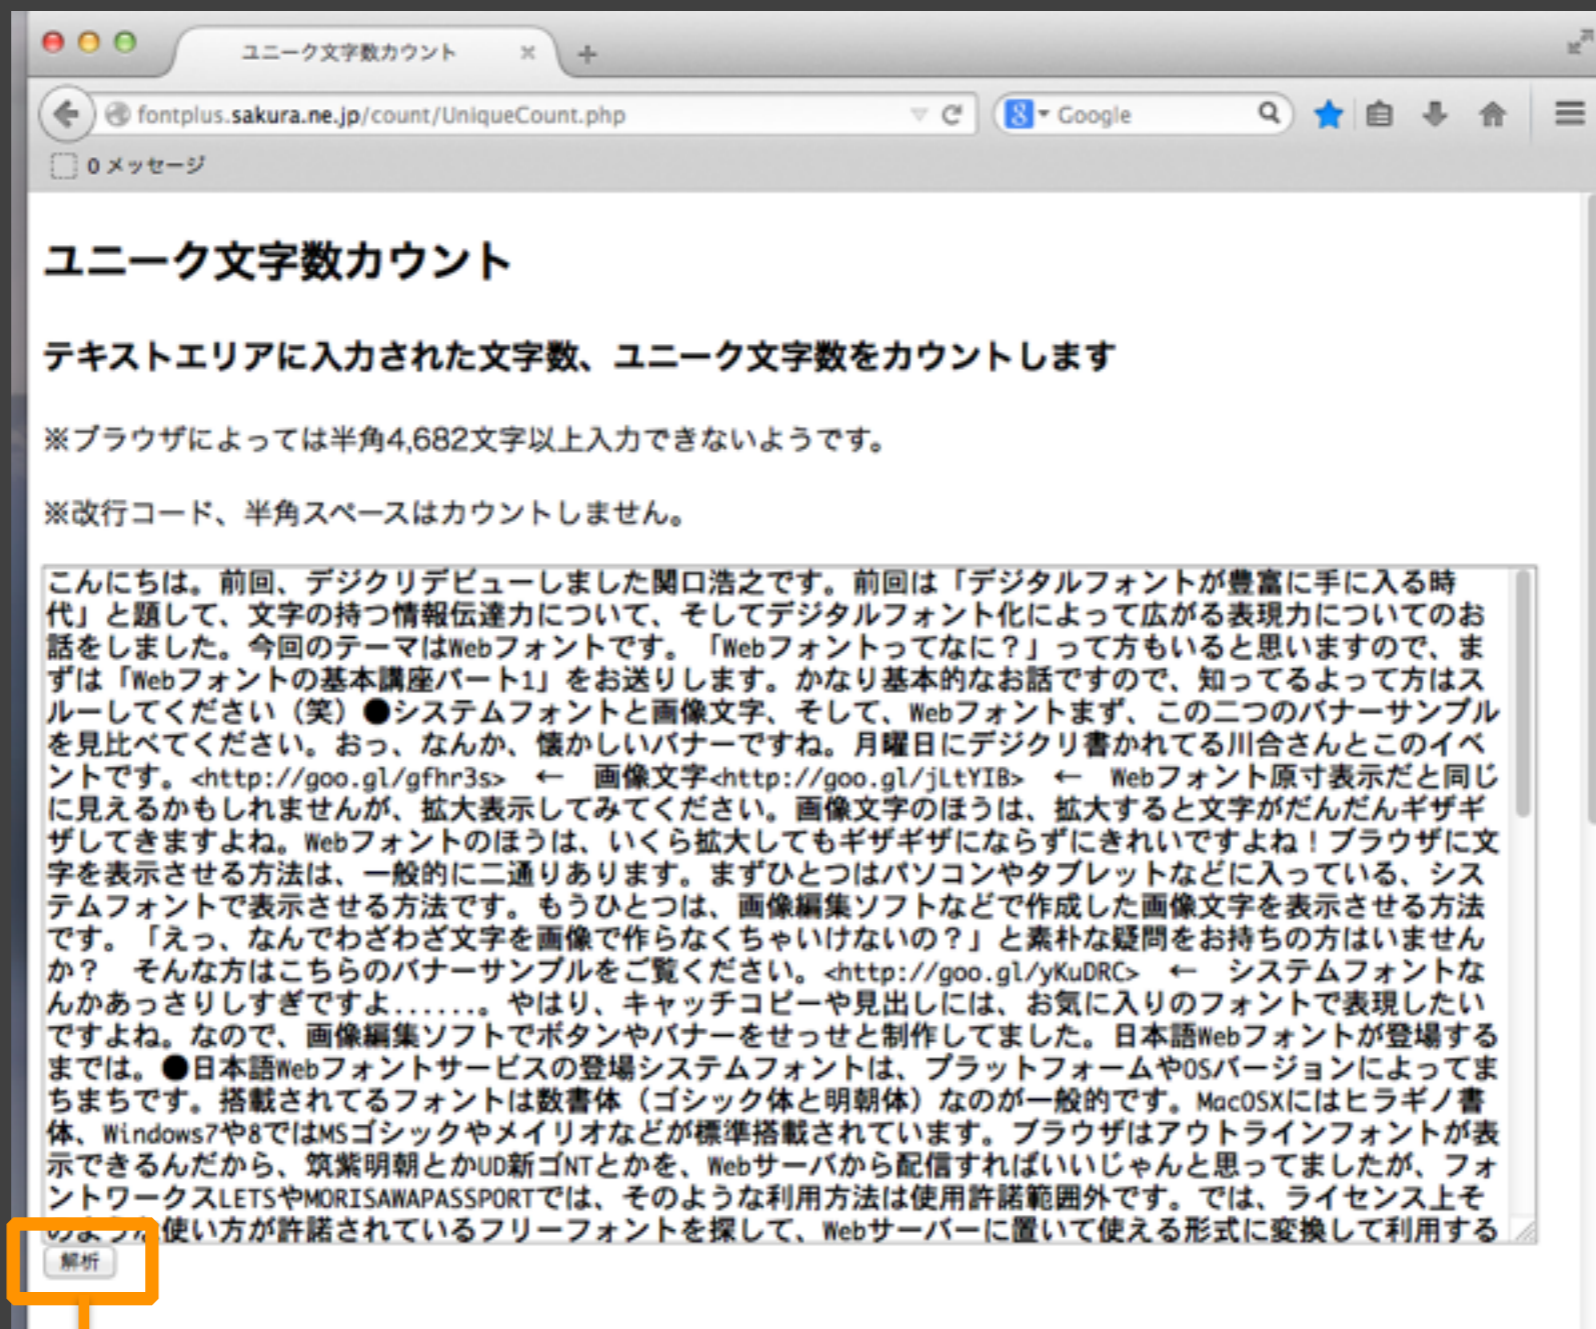 ユニーク文字数カウント
fontplus.sakura.ne.jp/count/UniqueCount.php
Google
0 メッセージ
ユニーク文字数カウント
テキストエリアに入力された文字数、ユニーク文字数をカウントします
※ブラウザによっては半角4,682文字以上入力できないようです。
※改行コード、半角スペースはカウントしません。
こんにちは。前回、デジクリデビューしました関口浩之です。前回は「デジタルフォントが豊富に手に入る時
代」と題して、文字の持つ情報伝達力について、そしてデジタルフォント化によって広がる表現力についてのお
話をしました。今回のテーマはWebフォントです。「Webフォントってなに？」って方もいると思いますので、ま
ずは「Webフォントの基本講座パート1」をお送りします。かなり基本的なお話ですので、知ってるよって方はス
ルーしてください（笑）●システムフォントと画像文字、そして、Webフォントまず、この二つのバナーサンプル
を見比べてください。おっ、なんか、懐かしいバナーですね。月曜日にデジクリ書かれてる川合さんとこのイベ
ントです。<http://goo.gl/gfhr3s>　←　画像文字<http://goo.gl/jLtYIB>　←　Webフォント原寸表示だと同じ
に見えるかもしれませんが、拡大表示してみてください。画像文字のほうは、拡大すると文字がだんだんギザギ
ザしてきますよね。Webフォントのほうは、いくら拡大してもギザギザにならずにきれいですよね！ブラウザに文
字を表示させる方法は、一般的に二通りあります。まずひとつはパソコンやタブレットなどに入っている、シス
テムフォントで表示させる方法です。もうひとつは、画像編集ソフトなどで作成した画像文字を表示させる方法
です。「えっ、なんでわざわざ文字を画像で作らなくちゃいけないの？」と素朴な疑問をお持ちの方はいません
か？　そんな方はこちらのバナーサンプルをご覧ください。<http://goo.gl/yKuDRC>　←　システムフォントな
んかあっさりしすぎですよ......。やはり、キャッチコピーや見出しには、お気に入りのフォントで表現したい
ですよね。なので、画像編集ソフトでボタンやバナーをせっせと制作してました。日本語Webフォントが登場する
までは。●日本語Webフォントサービスの登場システムフォントは、プラットフォームやOSバージョンによってま
ちまちです。搭載されてるフォントは数書体（ゴシック体と明朝体）なのが一般的です。MacOSXにはヒラギノ書
体、Windows7や8ではMSゴシックやメイリオなどが標準搭載されています。ブラウザはアウトラインフォントが表
示できるんだから、筑紫明朝とかUD新ゴNTとかを、Webサーバから配信すればいいじゃんと思ってましたが、フォ
ントワークスLETSやMORISAWAPASSPORTでは、そのような利用方法は使用許諾範囲外です。では、ライセンス上そ
のような使い方が許諾されているフリーフォントを探して、Webサーバーに置いて使える形式に変換して利用する
解析